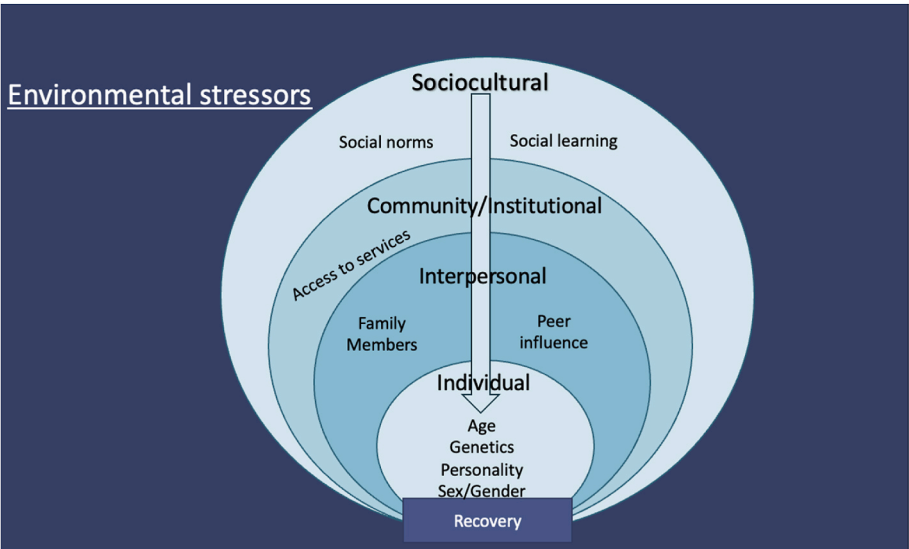 Environmental stressors
Sociocultural
Social norms
Social learning
Community/Institutional
Access to services
Interpersonal
Family
Members
Peer
influence
Individual
Age
Genetics
Personality
Sex/Gender
Recovery